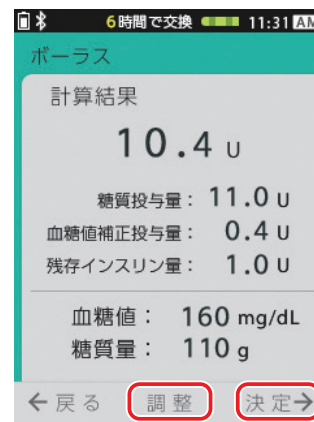 6時間で交換 11:31 AM
ボーラス
計算結果
10.4 U
糖質投与量： 11.0 U
血糖値補正投与量： 0.4 U
残存インスリン量： 1.0 U
血糖値： 160 mg/dL
糖質量： 110 g
←戻る 調整 決定→